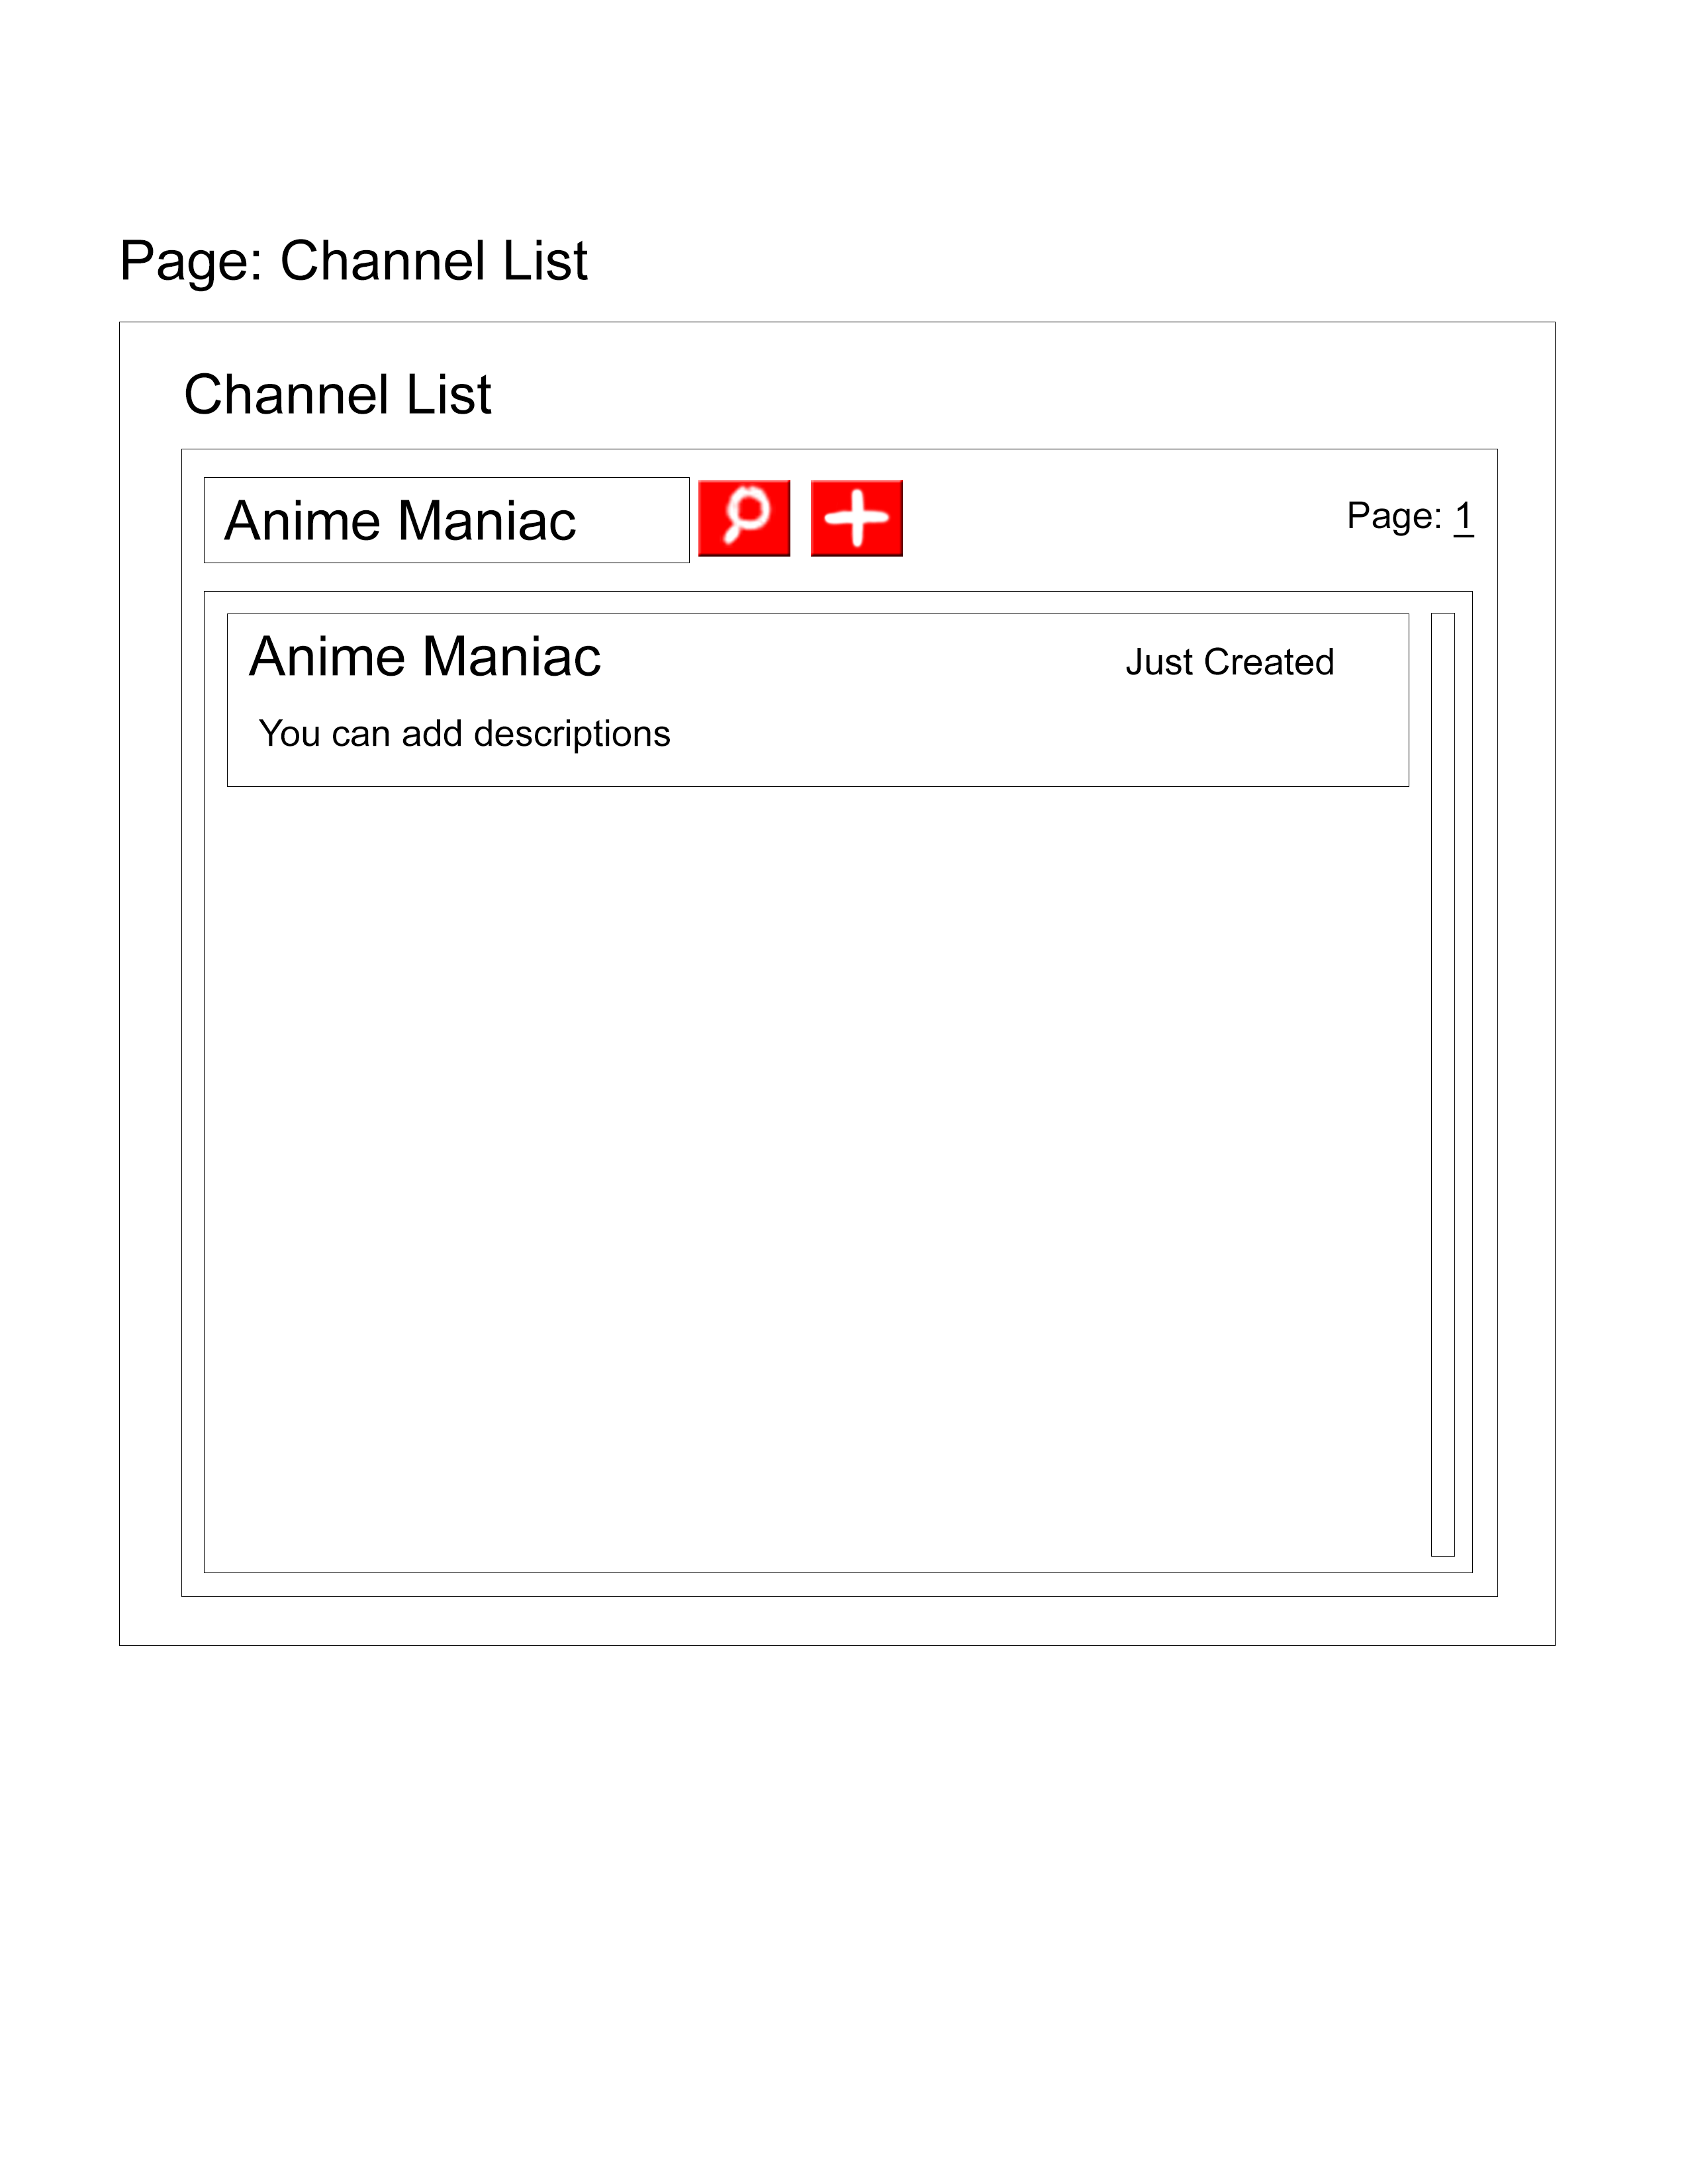 Page: Channel List
Channel List
Anime Maniac
Page: 1
Anime Maniac
Just Created
You can add descriptions